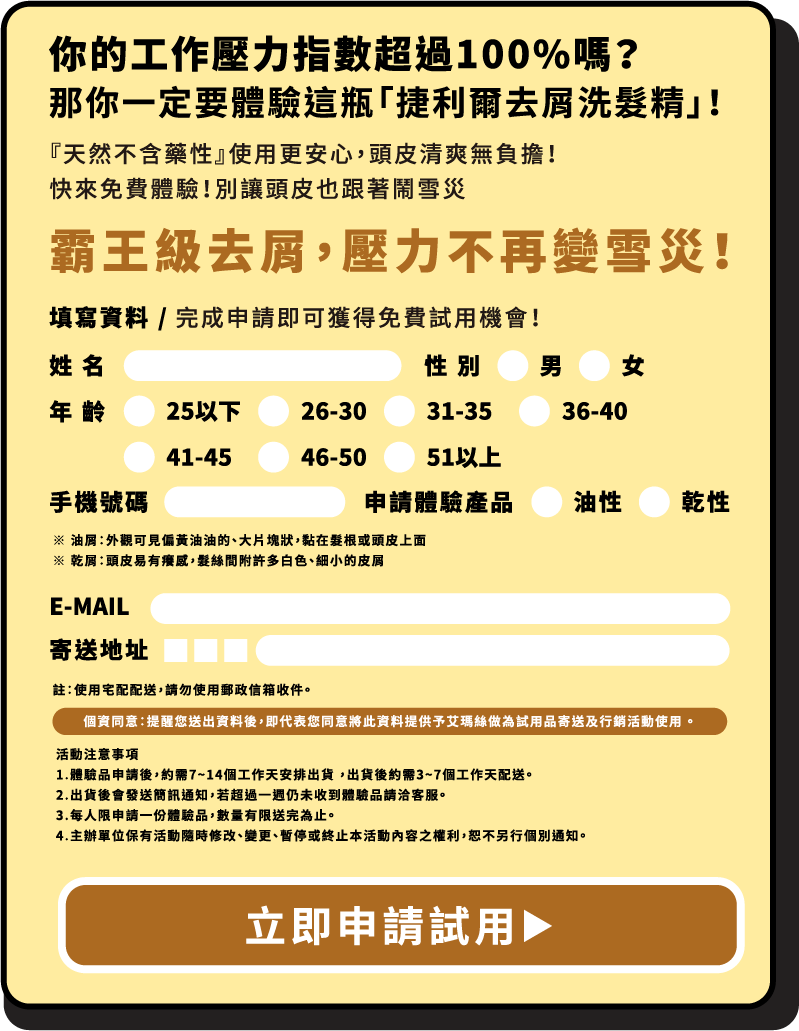 你的工作壓力指數超過100%嗎？
那你一定要體驗這瓶「捷利爾去屑洗髮精」！
『天然不含藥性』使用更安心，頭皮清爽無負擔！
快來免費體驗！別讓頭皮也跟著鬧雪災
霸王級去屑，壓力不再變雪災！
填寫資料 / 完成申請即可獲得免費試用機會！
姓名 性別 男 女
年齡 25以下 26-30 31-35 36-40
41-45 46-50 51以上
手機號碼 申請體驗產品 油性 乾性
※ 油屑：外觀可見偏黃油油的、大片塊狀，黏在髮根或頭皮上面
※ 乾屑：頭皮易有癢感，髮絲間附許多白色、細小的皮屑
E-MAIL
寄送地址
註：使用宅配配送，請勿使用郵政信箱收件。
個資同意：提醒您送出資料後，即代表您同意將此資料提供予艾瑪絲做為試用品寄送及行銷活動使用。
活動注意事項
1.體驗品申請後，約需7~14個工作天安排出貨 ，出貨後約需3~7個工作天配送。
2.出貨後會發送簡訊通知，若超過一週仍未收到體驗品請洽客服。
3.每人限申請一份體驗品，數量有限送完為止。
4.主辦單位保有活動隨時修改、變更、暫停或終止本活動內容之權利，恕不另行個別通知。
立即申請試用▶